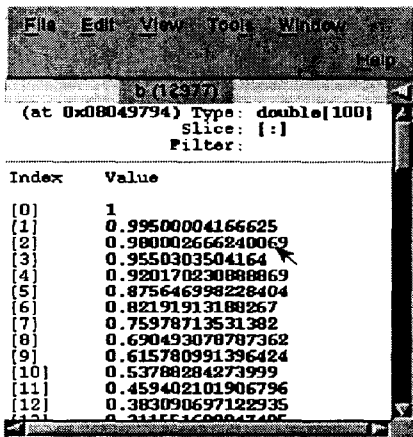 File Edit View Tools Window
Help
b (12977)
(at 0x08049794) Type: double[100]
Slice: [:]
Filter:
Index Value
[0] 1
[1] 0.99500004166625
[2] 0.980002666240069
[3] 0.9550303504164
[4] 0.920170230888869
[5] 0.875646998228404
[6] 0.82191913188267
[7] 0.75978713531382
[8] 0.690493078787362
[9] 0.615780991396424
[10] 0.53788284273999
[11] 0.459402101906796
[12] 0.383090697122935